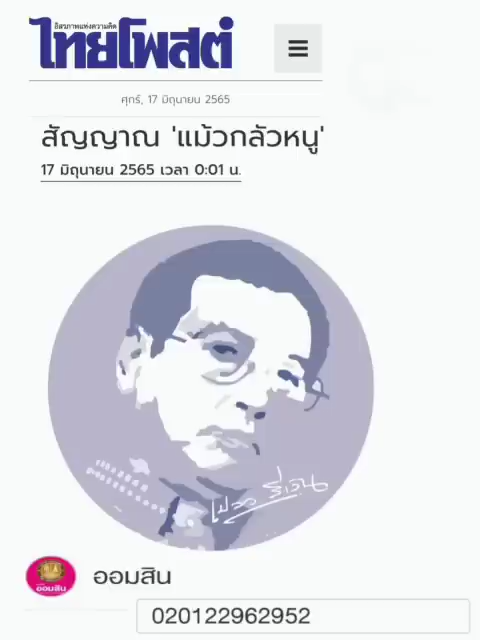 อิสรภาพแห่งความคิด
ไทยโพสต์
ศุกร์, 17 มิถุนายน 2565
สัญญาณ 'แม้วกลัวหนู'
17 มิถุนายน 2565 เวลา 0:01 น.
เปลว สีเงิน
ออมสิน
ออมสิน
020122962952